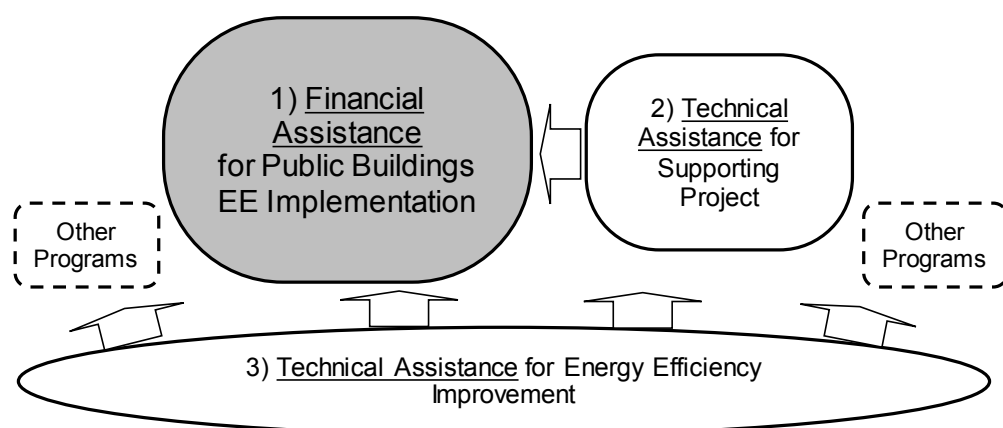 1) Financial
Assistance
for Public Buildings
EE Implementation
2) Technical
Assistance for
Supporting
Project
Other
Programs
Other
Programs
3) Technical Assistance for Energy Efficiency
Improvement